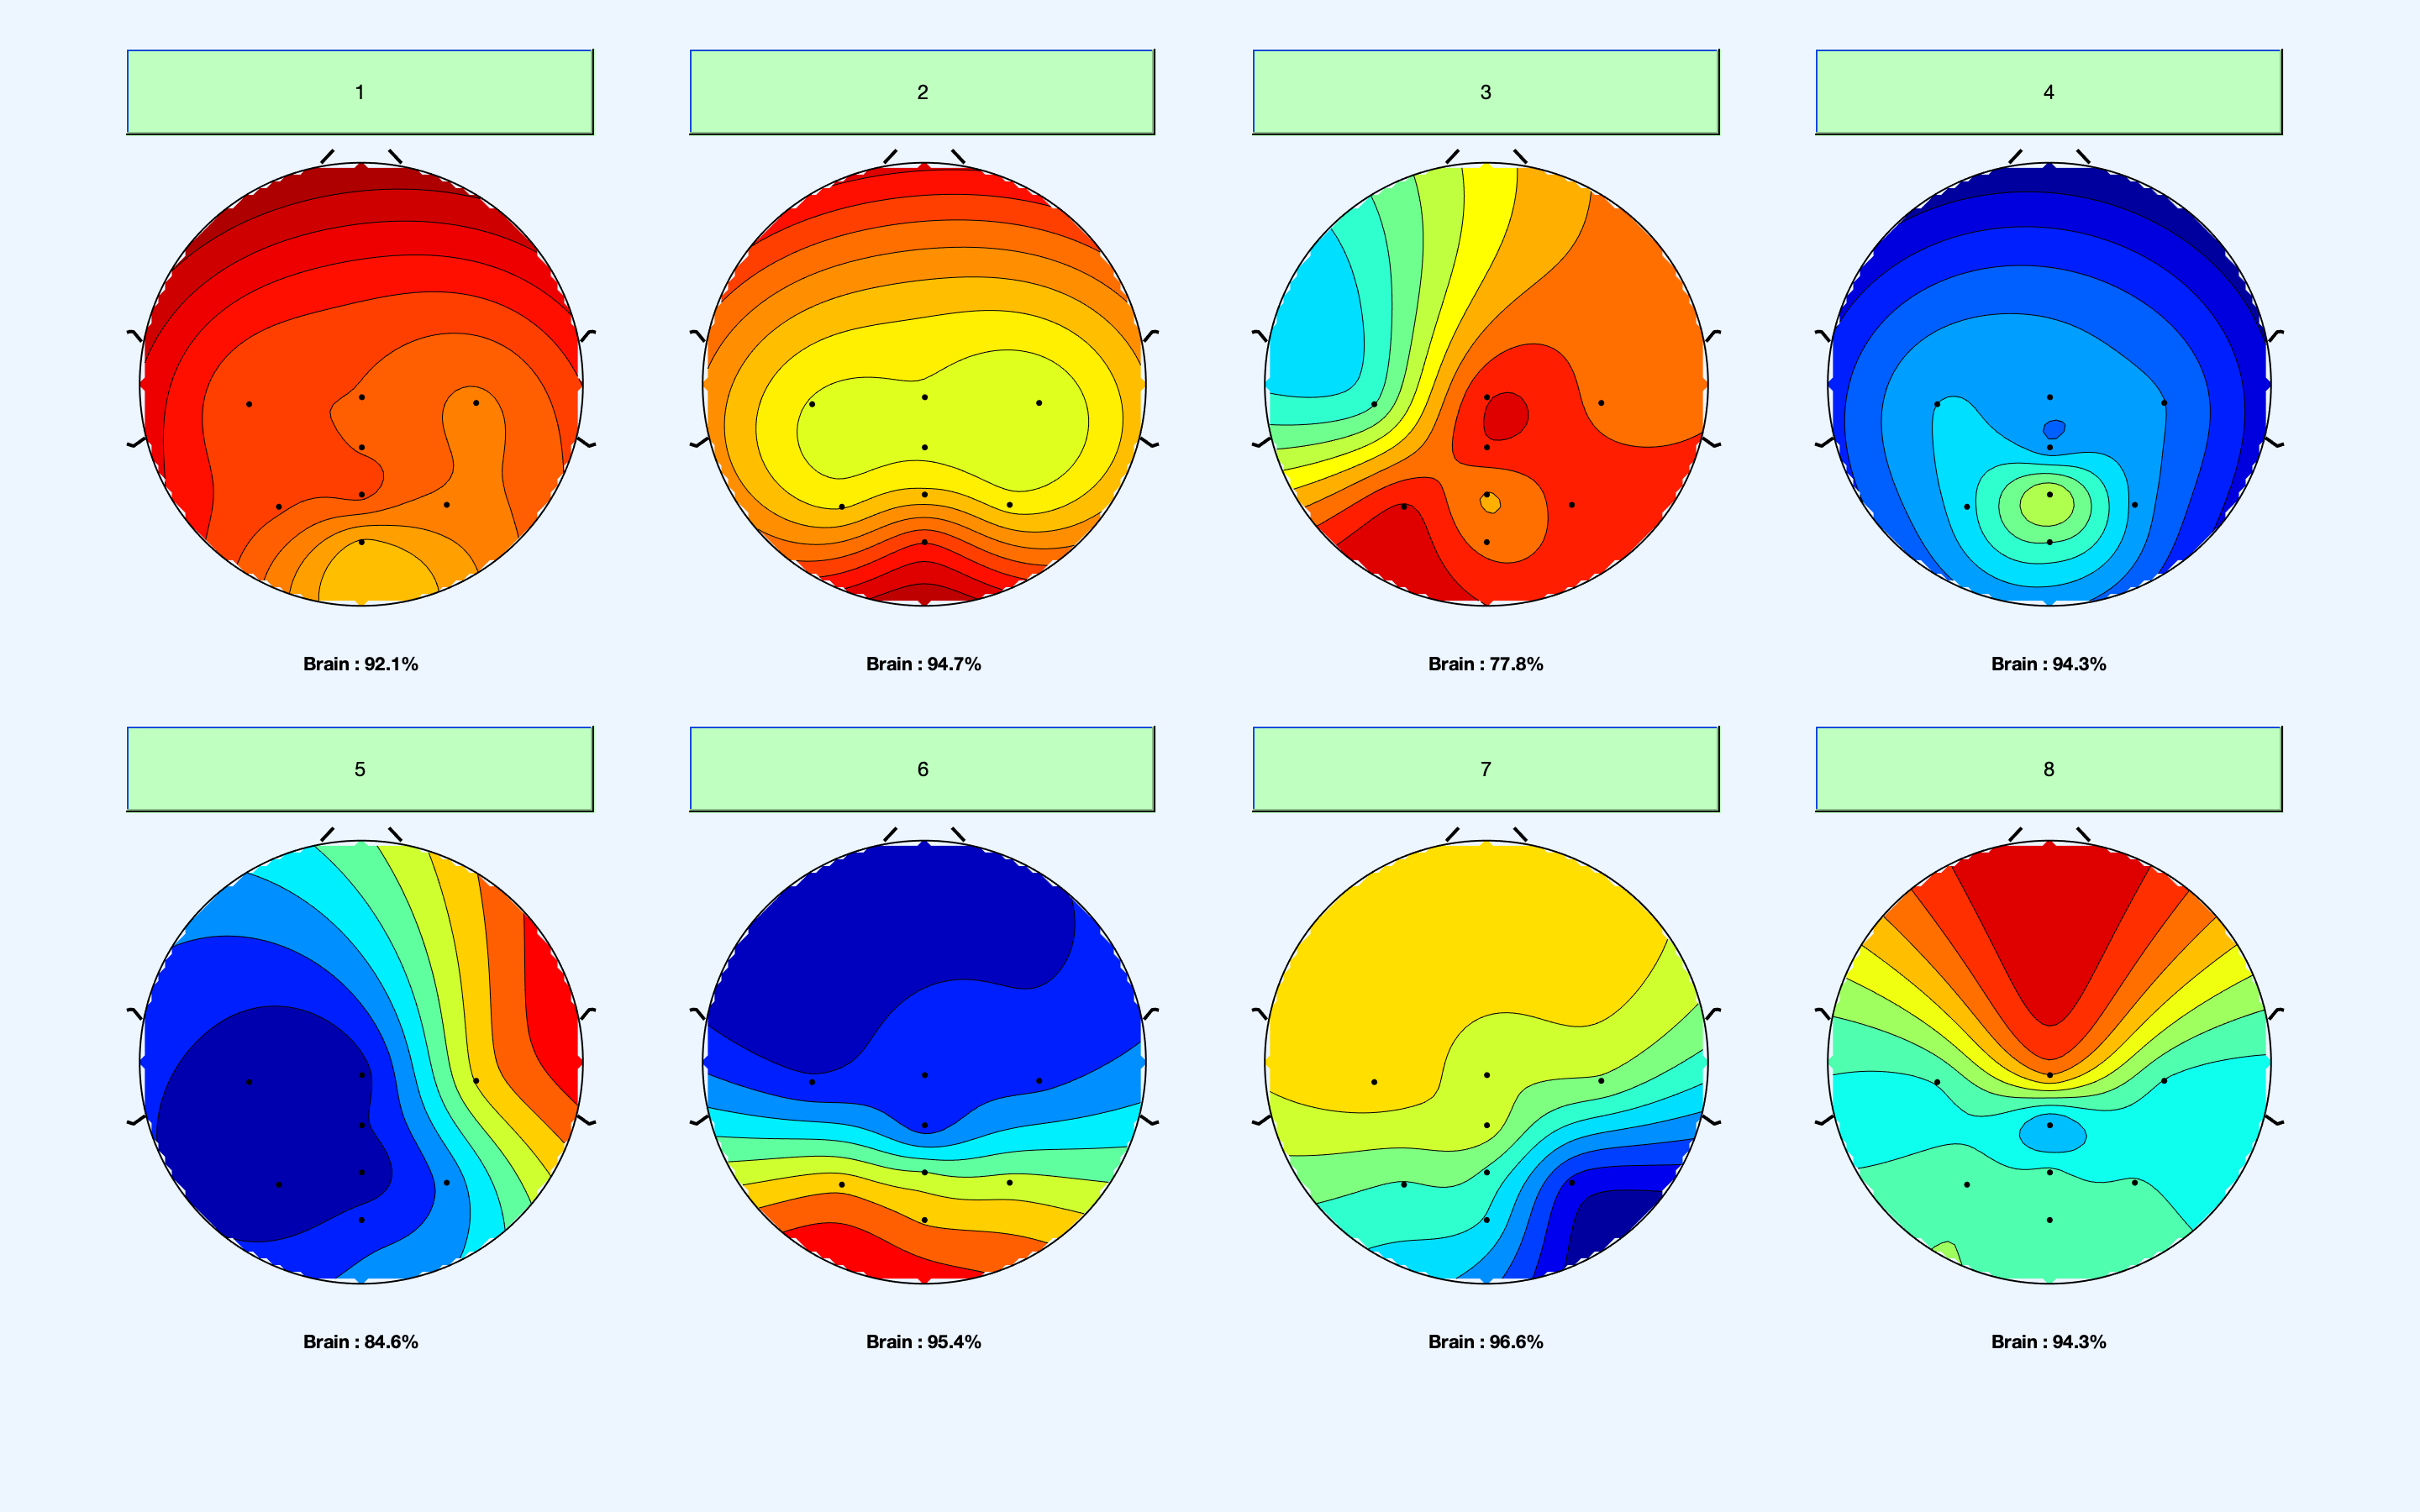 1
2
3
4
Brain : 92.1%
Brain : 94.7%
Brain : 77.8%
Brain : 94.3%
5
6
7
8
Brain : 84.6%
Brain : 95.4%
Brain : 96.6%
Brain : 94.3%